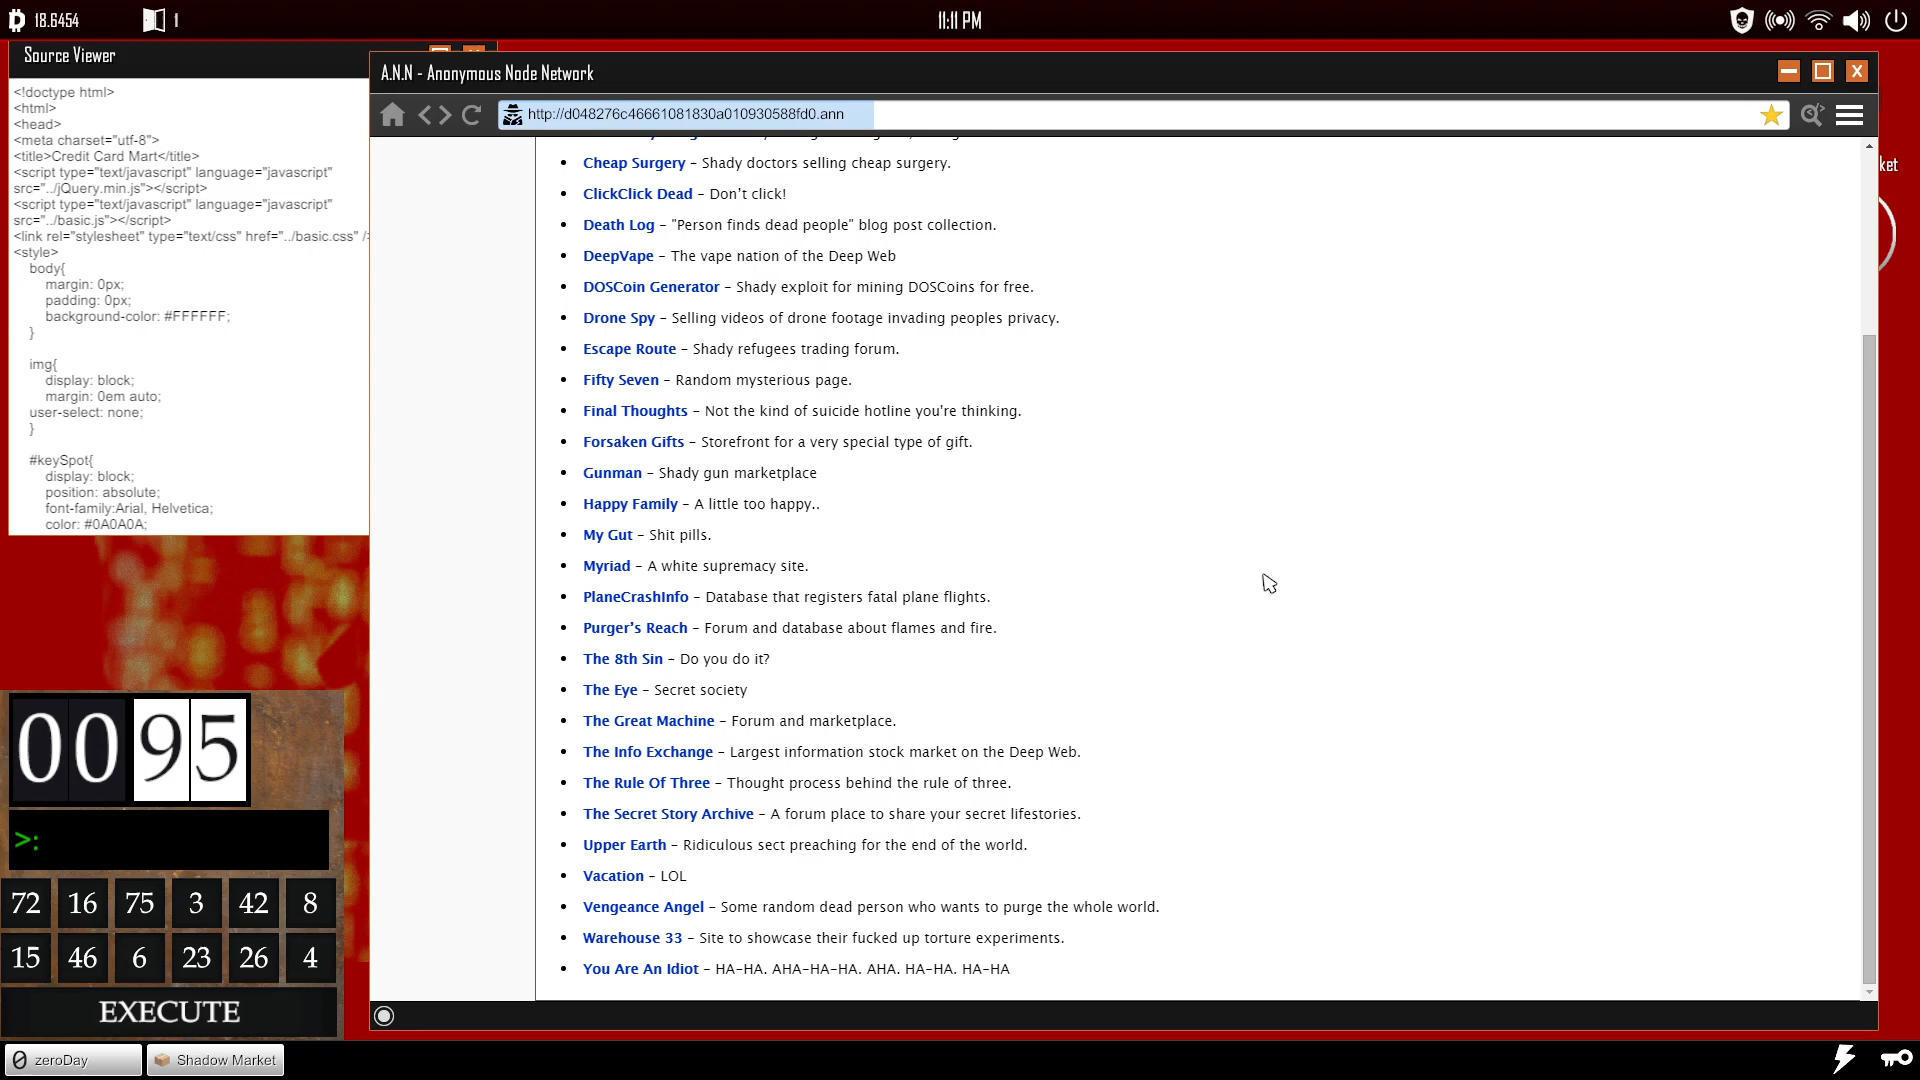 18.6454
1
11:11 PM
Source Viewer
<!doctype html>
<html>
<head>
<meta charset="utf-8">
<title>Credit Card Mart</title>
<script type="text/javascript" language="javascript"
src="../jQuery.min.js"></script>
<script type="text/javascript" language="javascript"
src="../basic.js"></script>
<link rel="stylesheet" type="text/css" href="../basic.css" />
<style>
body{
margin: 0px;
padding: 0px;
background-color: #FFFFFF;
}
img{
display: block;
margin: 0em auto;
user-select: none;
}
#keySpot{
display: block;
position: absolute;
font-family:Arial, Helvetica;
color: #0A0A0A;
A.N.N - Anonymous Node Network
http://d048276c46661081830a010930588fd0.ann
ket
Cheap Surgery – Shady doctors selling cheap surgery.
ClickClick Dead – Don't click!
Death Log – "Person finds dead people" blog post collection.
DeepVape – The vape nation of the Deep Web
DOSCoin Generator – Shady exploit for mining DOSCoins for free.
Drone Spy – Selling videos of drone footage invading peoples privacy.
Escape Route – Shady refugees trading forum.
Fifty Seven – Random mysterious page.
Final Thoughts – Not the kind of suicide hotline you're thinking.
Forsaken Gifts – Storefront for a very special type of gift.
Gunman – Shady gun marketplace
Happy Family – A little too happy..
My Gut – Shit pills.
Myriad – A white supremacy site.
PlaneCrashInfo – Database that registers fatal plane flights.
Purger's Reach – Forum and database about flames and fire.
The 8th Sin – Do you do it?
The Eye – Secret society
The Great Machine – Forum and marketplace.
The Info Exchange – Largest information stock market on the Deep Web.
The Rule Of Three – Thought process behind the rule of three.
The Secret Story Archive – A forum place to share your secret lifestories.
Upper Earth – Ridiculous sect preaching for the end of the world.
Vacation – LOL
Vengeance Angel – Some random dead person who wants to purge the whole world.
Warehouse 33 – Site to showcase their fucked up torture experiments.
You Are An Idiot – HA-HA. AHA-HA-HA. AHA. HA-HA. HA-HA
0095
>:
72 16 75 3 42 8
15 46 6 23 26 4
EXECUTE
zeroDay
Shadow Market